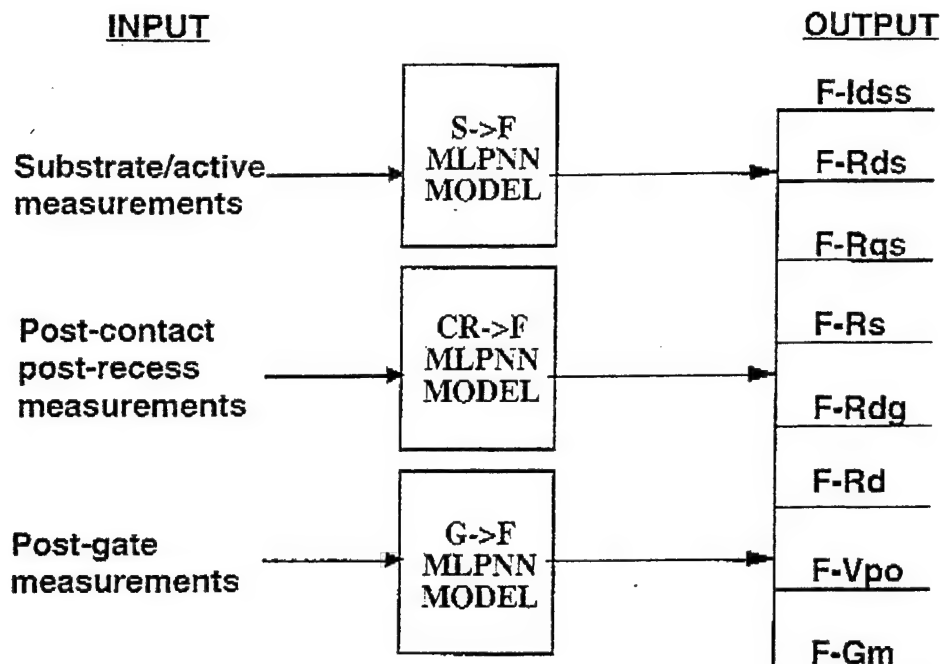 INPUT
OUTPUT
Substrate/active
measurements
S->F
MLPNN
MODEL
Post-contact
post-recess
measurements
CR->F
MLPNN
MODEL
Post-gate
measurements
G->F
MLPNN
MODEL
F-Idss
F-Rds
F-Rqs
F-Rs
F-Rdg
F-Rd
F-Vpo
F-Gm